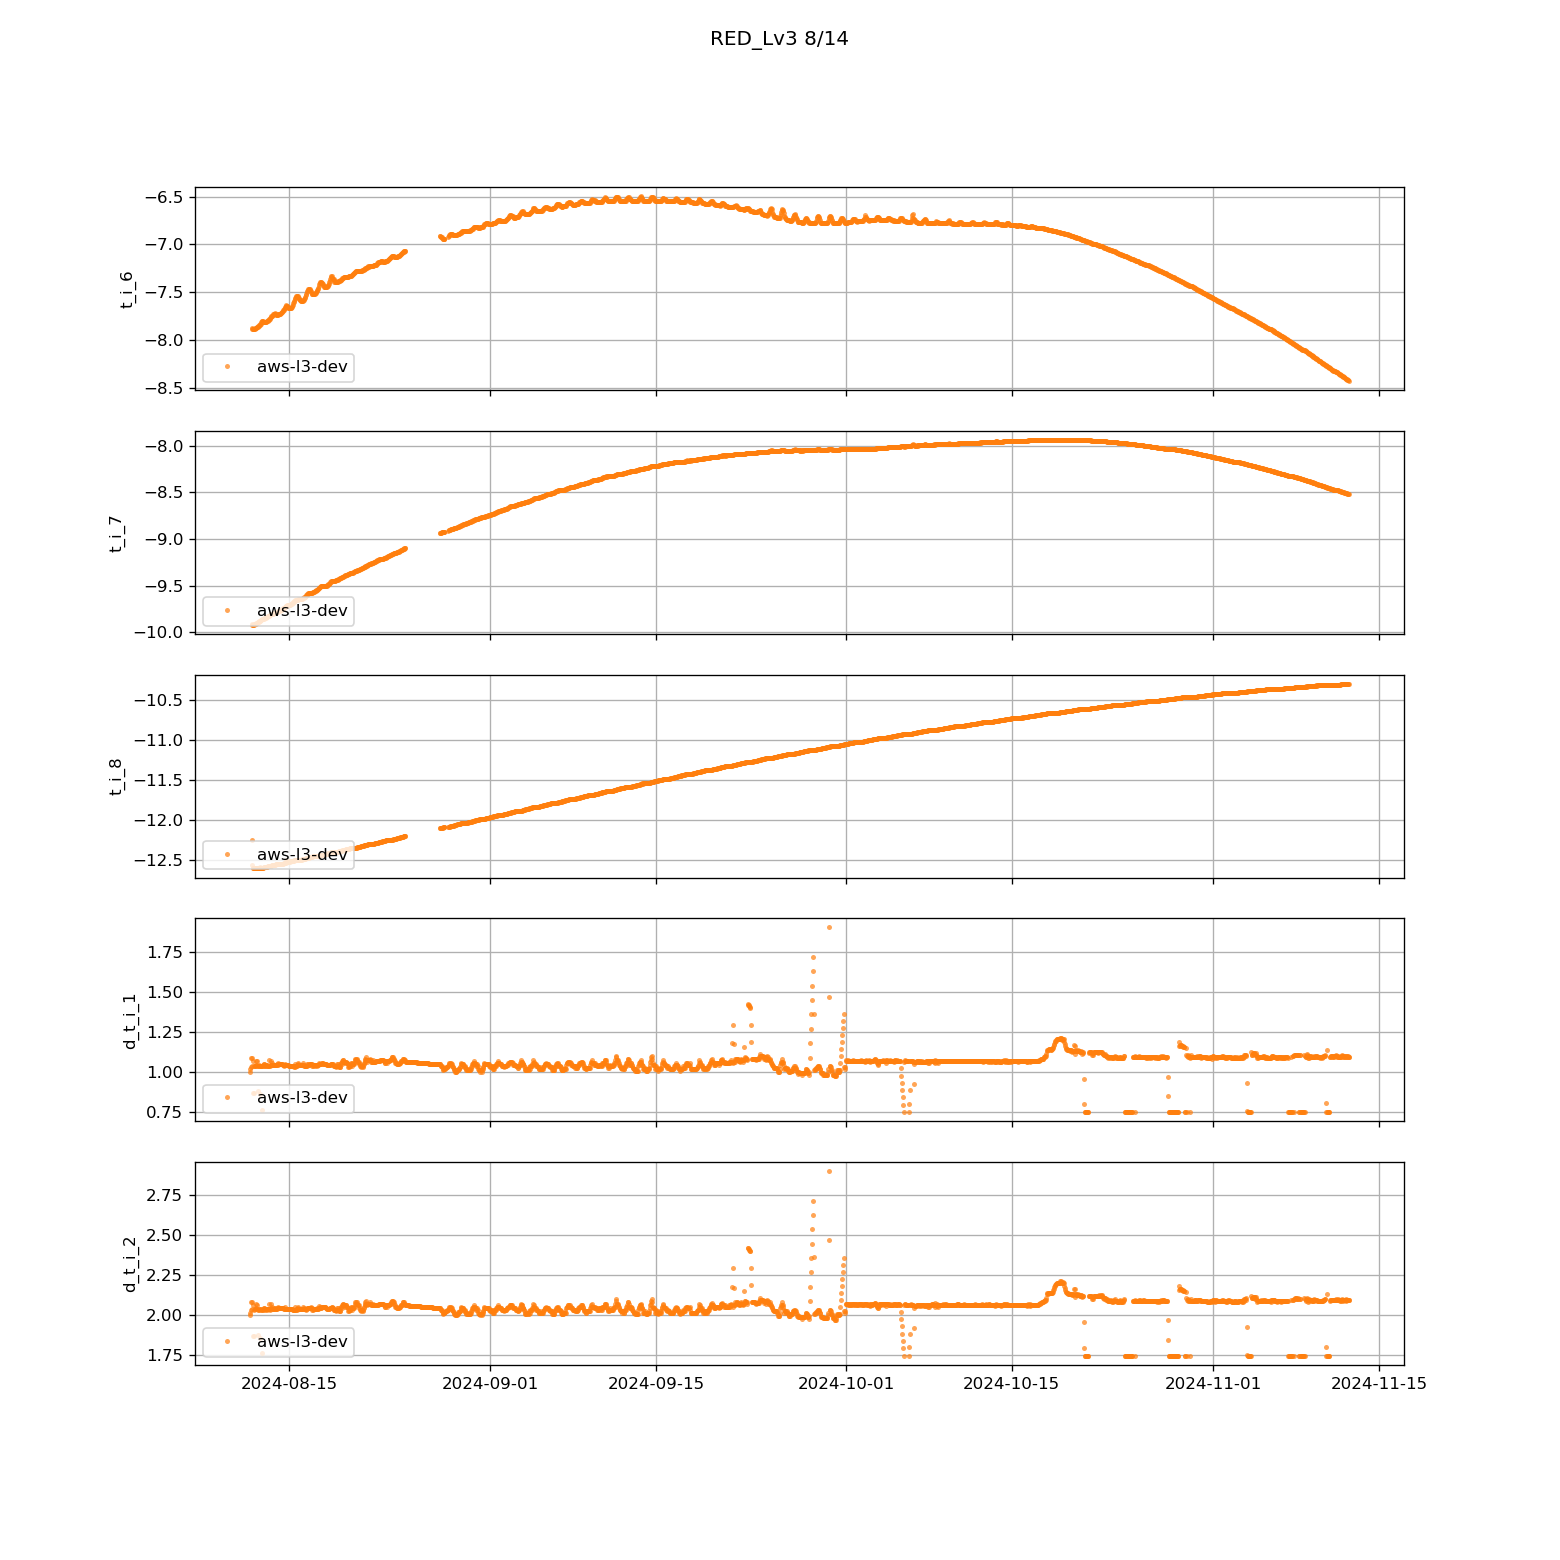 RED_Lv3 8/14
−6.5
−7.0
−7.5
−8.0
−8.5
t_i_6
aws-l3-dev
−8.0
−8.5
−9.0
−9.5
−10.0
t_i_7
aws-l3-dev
−10.5
−11.0
−11.5
−12.0
−12.5
t_i_8
aws-l3-dev
1.75
1.50
1.25
1.00
0.75
d_t_i_1
aws-l3-dev
2.75
2.50
2.25
2.00
1.75
d_t_i_2
aws-l3-dev
2024-08-15 2024-09-01 2024-09-15 2024-10-01 2024-10-15 2024-11-01 2024-11-15